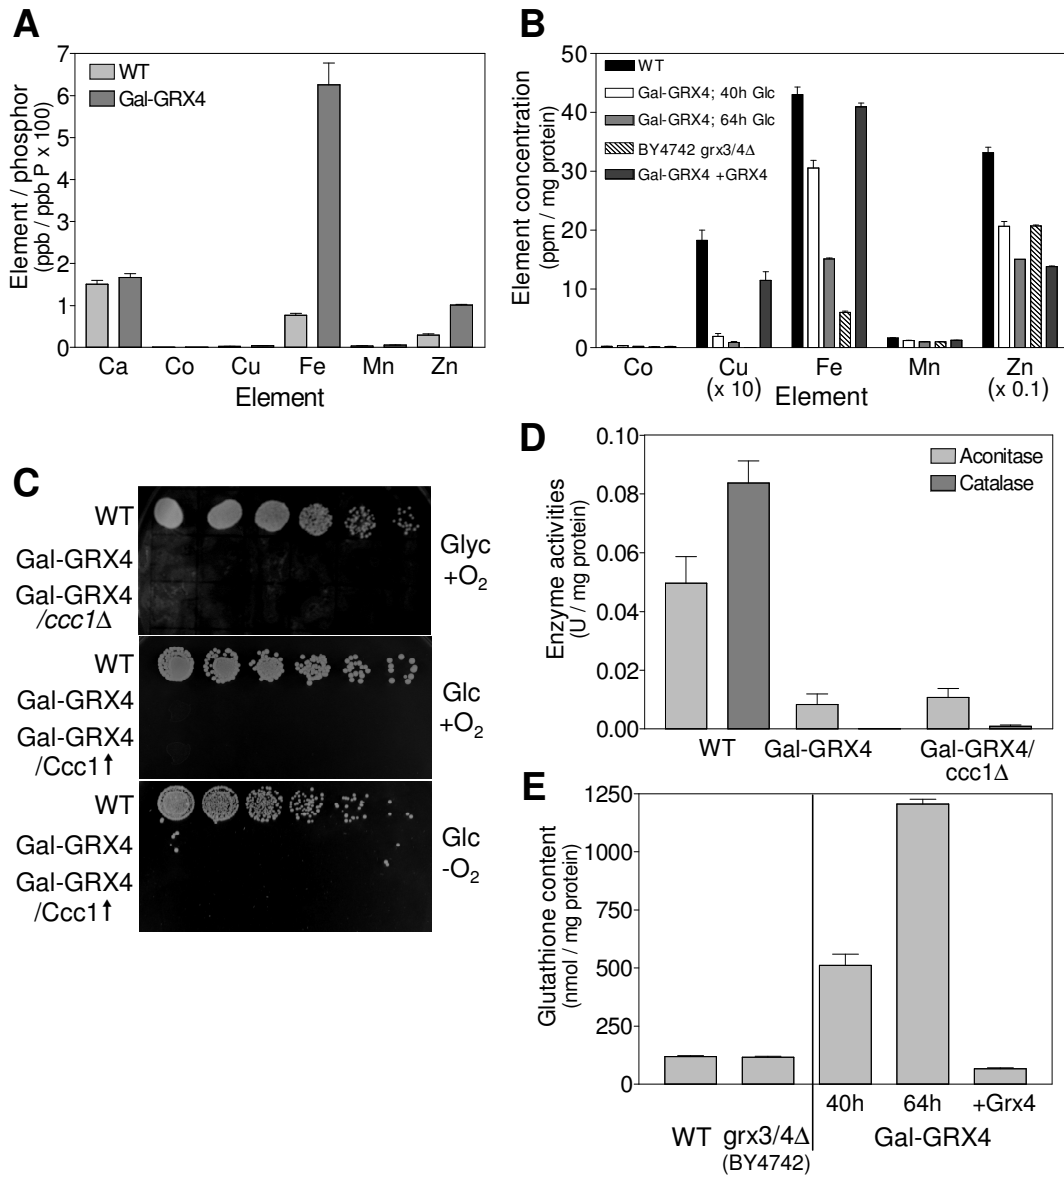 A
7
6
5
4
3
2
1
0
Element / phosphor
(ppb / ppb P x 100)
WT
Gal-GRX4
Ca Co Cu Fe Mn Zn
Element
B
50
40
30
20
10
0
Element concentration
(ppm / mg protein)
WT
Gal-GRX4; 40h Glc
Gal-GRX4; 64h Glc
BY4742 grx3/4Δ
Gal-GRX4 +GRX4
Co Cu Fe Mn Zn
(x 10) (x 0.1)
Element
C
WT
Gal-GRX4
Gal-GRX4
/ccc1Δ
Glyc
+O₂
WT
Gal-GRX4
Gal-GRX4
/Ccc1↑
Glc
+O₂
WT
Gal-GRX4
Gal-GRX4
/Ccc1↑
Glc
-O₂
D
0.10
0.08
0.06
0.04
0.02
0.00
Enzyme activities
(U / mg protein)
Aconitase
Catalase
WT Gal-GRX4 Gal-GRX4/
ccc1Δ
E
1250
1000
750
500
250
0
Glutathione content
(nmol / mg protein)
40h 64h +Grx4
WT grx3/4Δ Gal-GRX4
(BY4742)